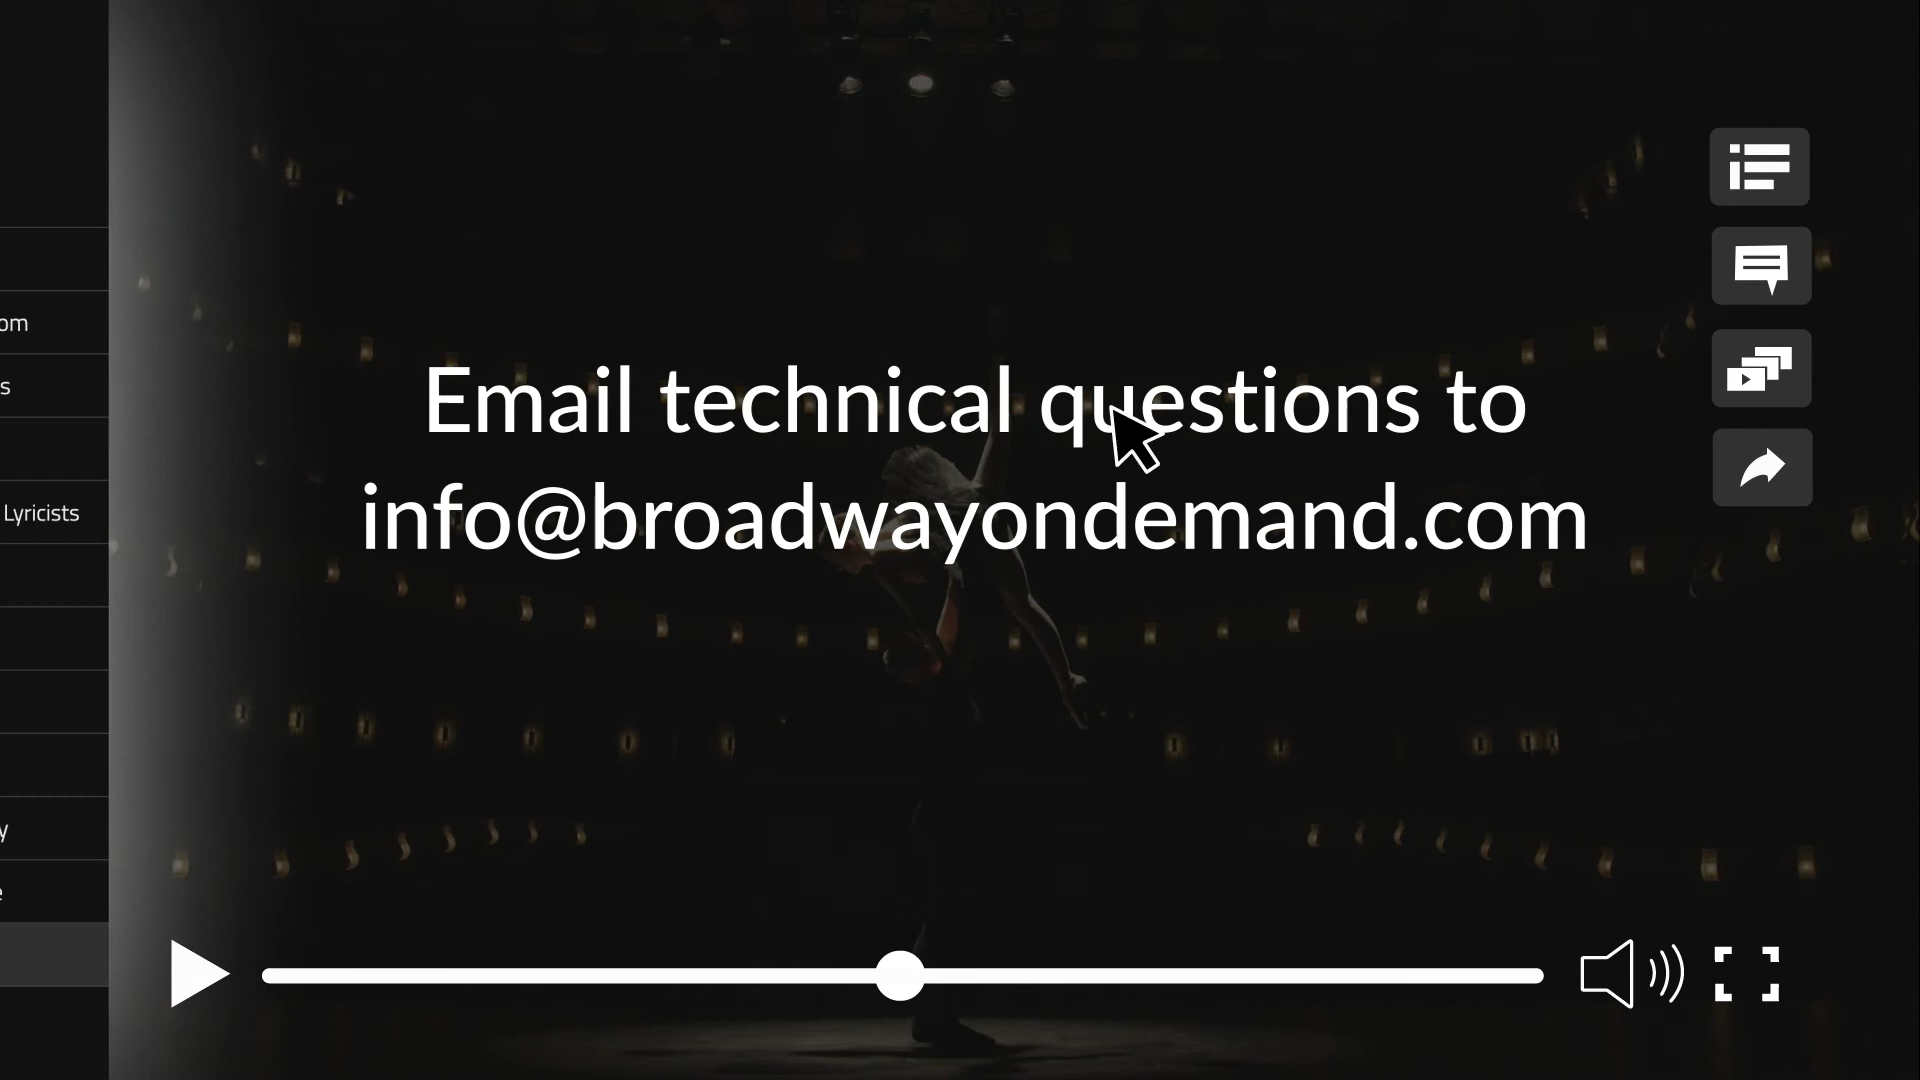 Email technical questions to
info@broadwayondemand.com
om
s
Lyricists
y
e